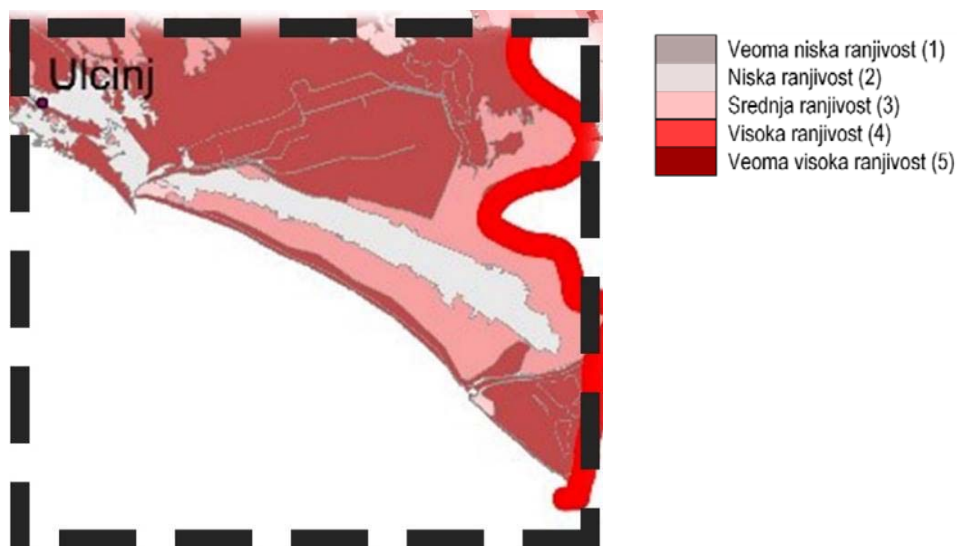 Ulcinj
Veoma niska ranjivost (1)
Niska ranjivost (2)
Srednja ranjivost (3)
Visoka ranjivost (4)
Veoma visoka ranjivost (5)